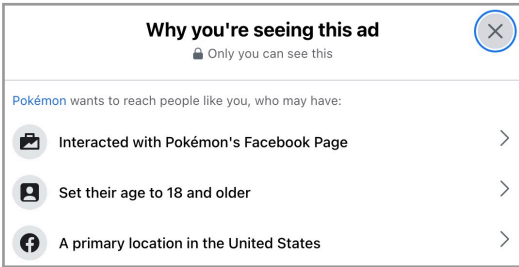 Why you're seeing this ad
Only you can see this
Pokémon wants to reach people like you, who may have:
Interacted with Pokémon's Facebook Page
Set their age to 18 and older
A primary location in the United States